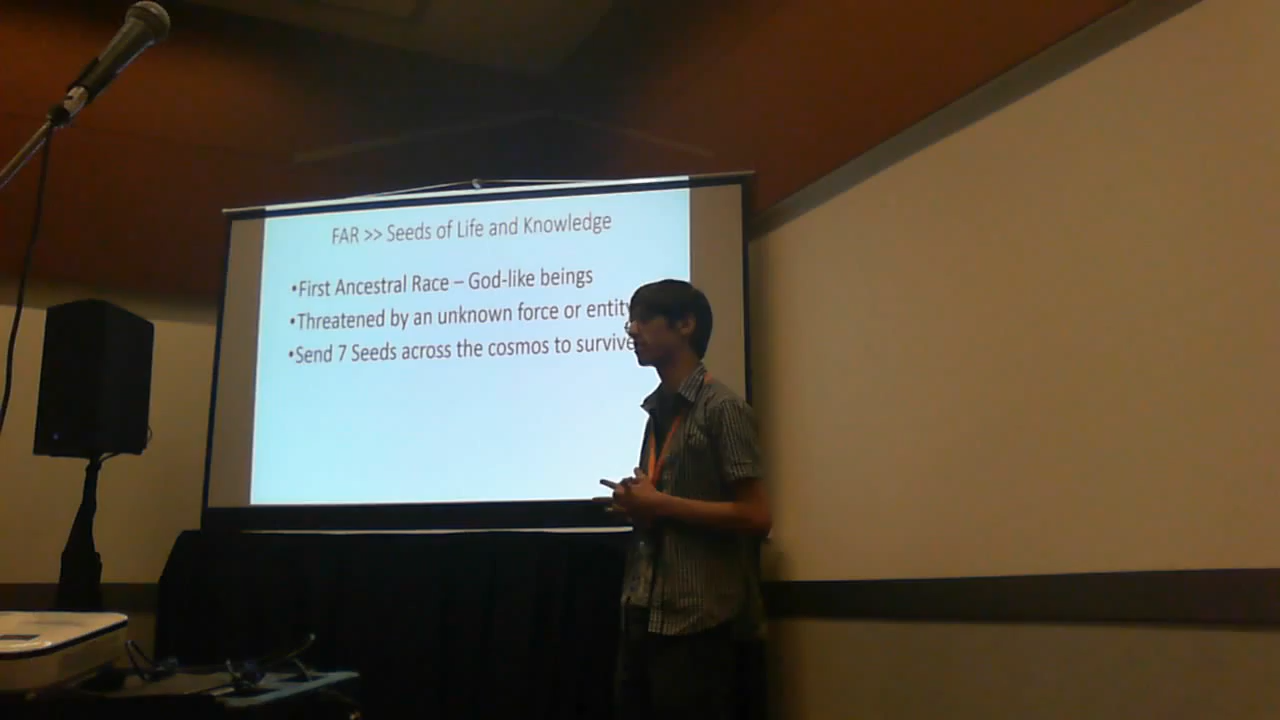 FAR >> Seeds of Life and Knowledge
•First Ancestral Race – God-like beings
•Threatened by an unknown force or entity
•Send 7 Seeds across the cosmos to survive